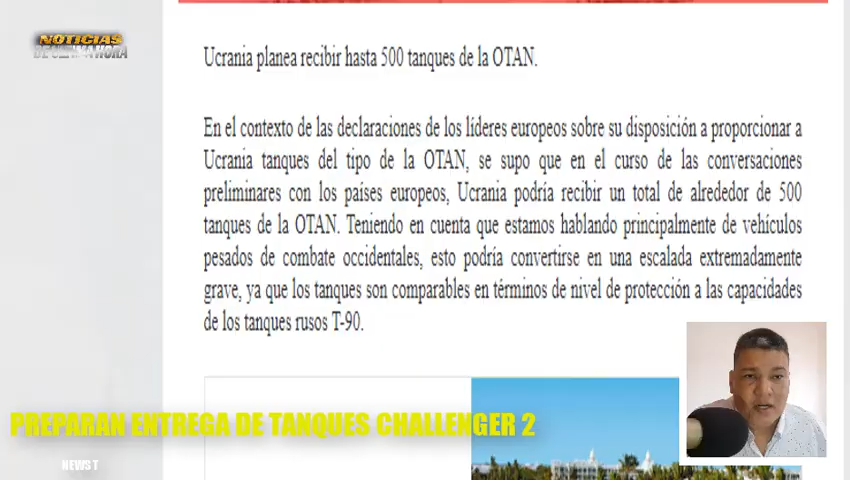 NOTICIAS
DE ULTIMA HORA
Ucrania planea recibir hasta 500 tanques de la OTAN.
En el contexto de las declaraciones de los líderes europeos sobre su disposición a proporcionar a
Ucrania tanques del tipo de la OTAN, se supo que en el curso de las conversaciones
preliminares con los países europeos, Ucrania podría recibir un total de alrededor de 500
tanques de la OTAN. Teniendo en cuenta que estamos hablando principalmente de vehículos
pesados de combate occidentales, esto podría convertirse en una escalada extremadamente
grave, ya que los tanques son comparables en términos de nivel de protección a las capacidades
de los tanques rusos T-90.
PREPARAN ENTREGA DE TANQUES CHALLENGER 2
NEWS T